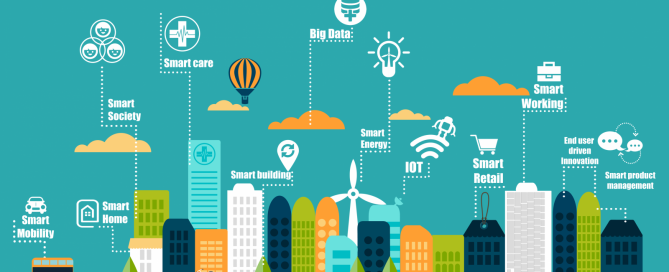 Big Data
Smart care
Smart
Society
Smart
Working
Smart
Energy
IOT
Smart
Retail
End user
driven
Innovation
Smart product
management
Smart building
Smart
Home
Smart
Mobility